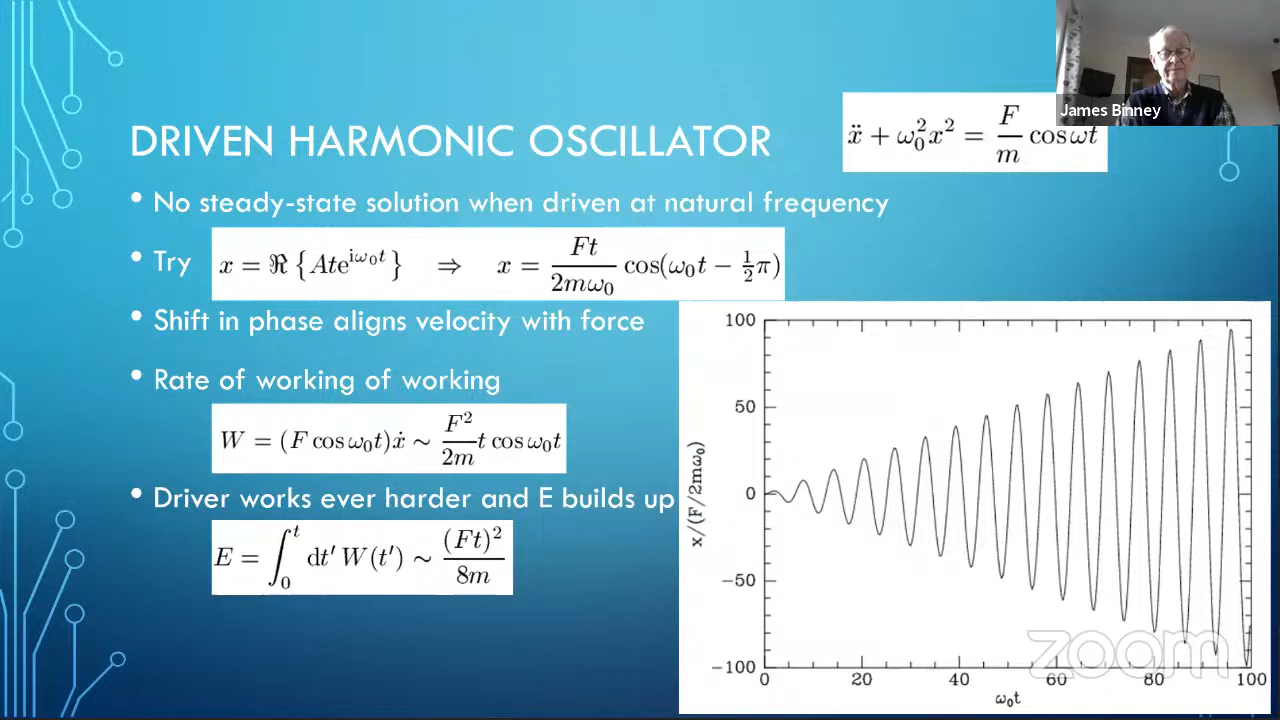 James Binney
DRIVEN HARMONIC OSCILLATOR
ẍ + ω₀²x² = F/m cos ωt
• No steady-state solution when driven at natural frequency
• Try x = ℜ {Ate^{iω₀t}} ⇒ x = Ft/2mω₀ cos(ω₀t − ½π)
• Shift in phase aligns velocity with force
• Rate of working of working
W = (F cos ω₀t)ẋ ∼ F²/2m t cos ω₀t
• Driver works ever harder and E builds up
E = ∫₀ᵗ dt′ W(t′) ∼ (Ft)²/8m
x/(F/2mω₀)
100
50
0
−50
−100
0 20 40 60 80 100
ω₀t
zoom